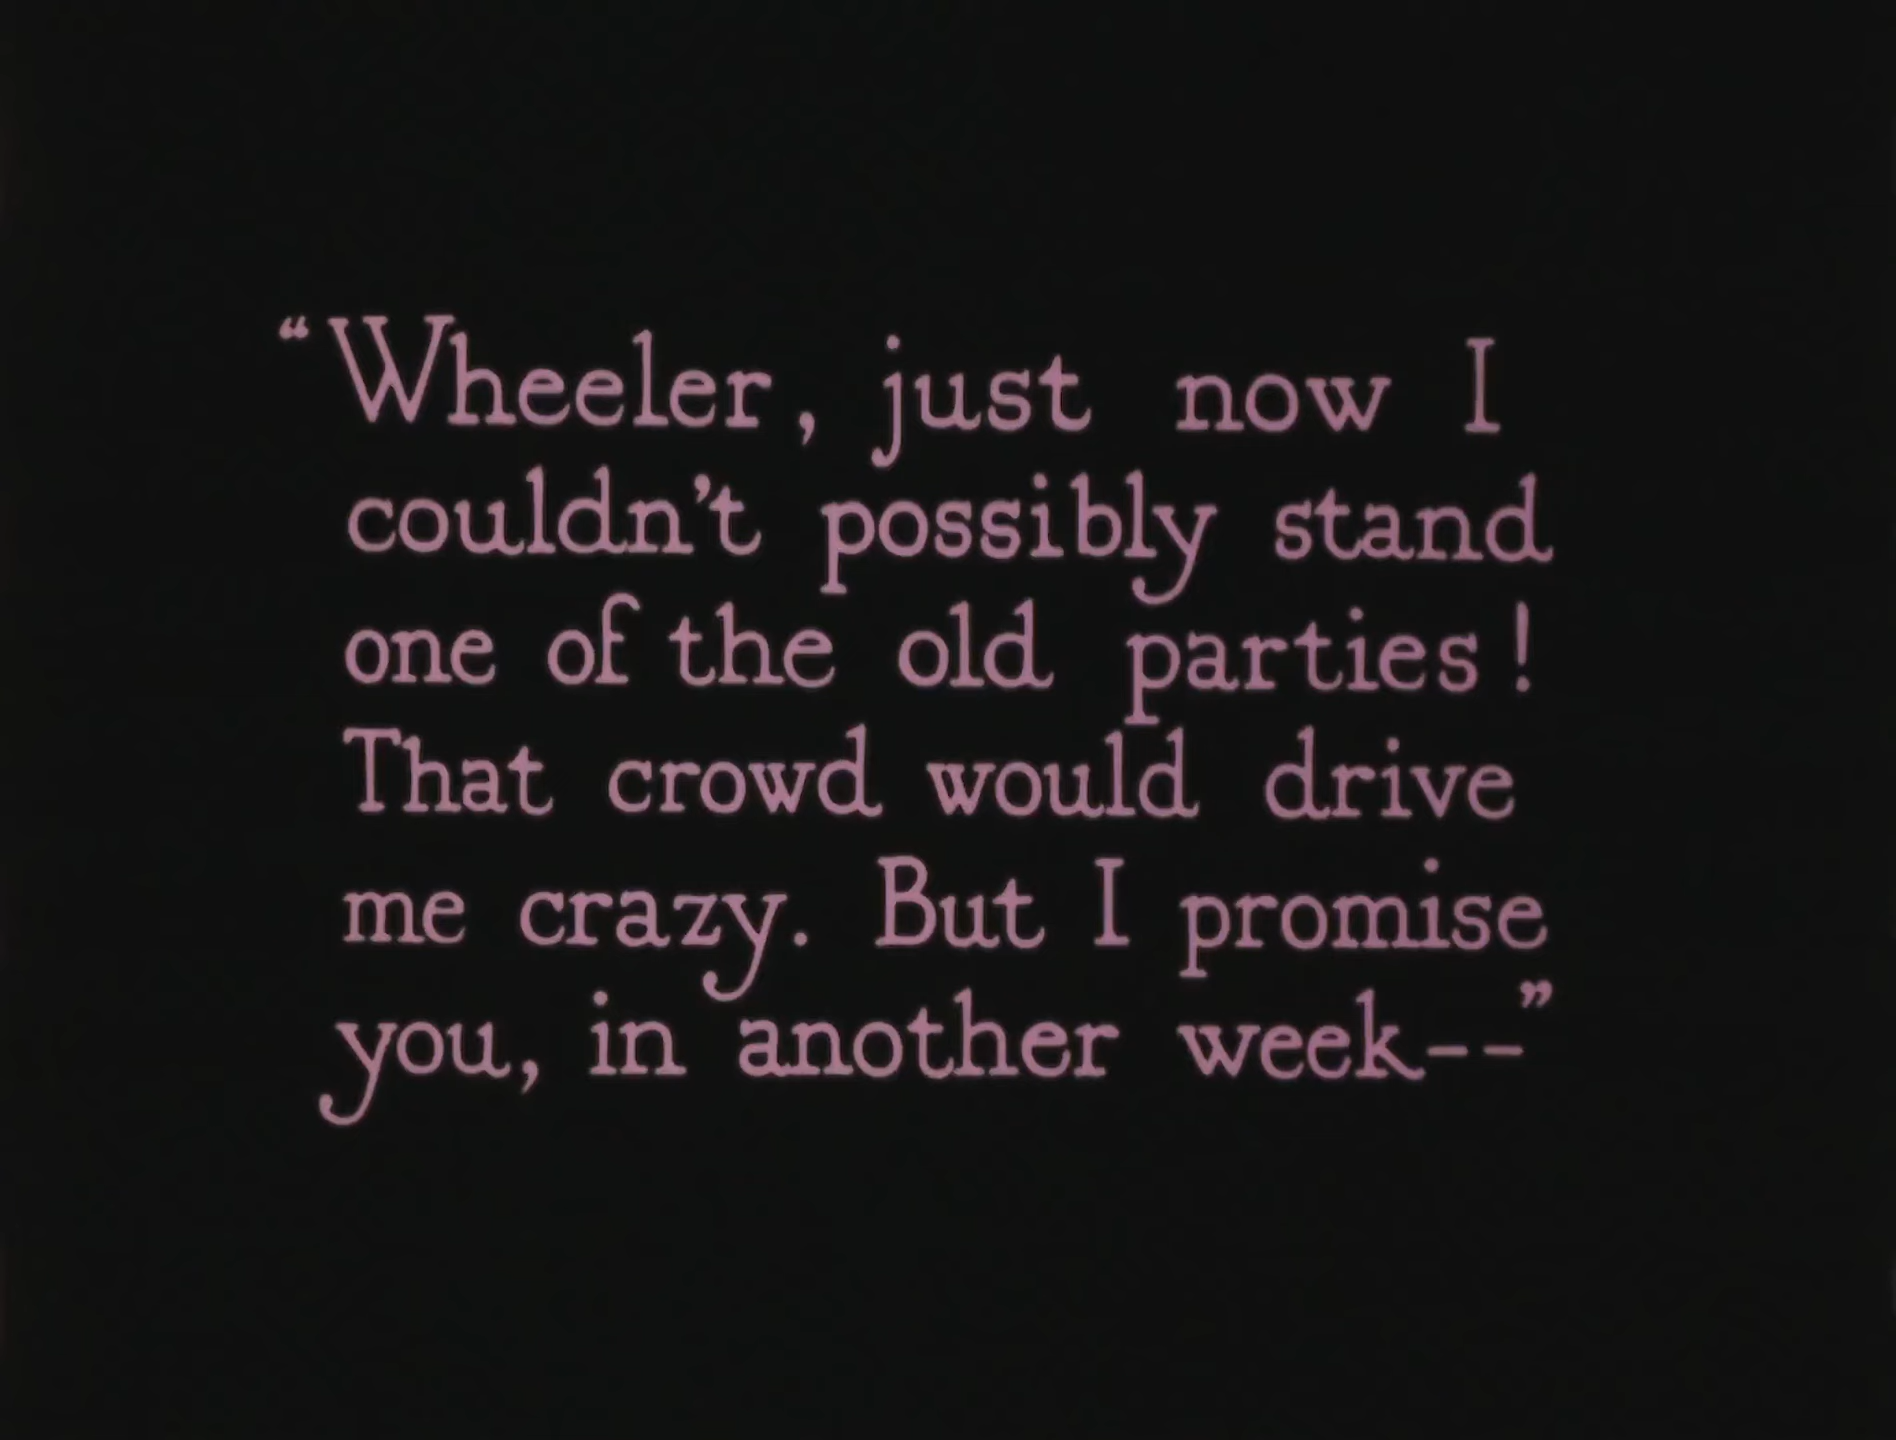 “Wheeler, just now I
couldn’t possibly stand
one of the old parties!
That crowd would drive
me crazy. But I promise
you, in another week--”